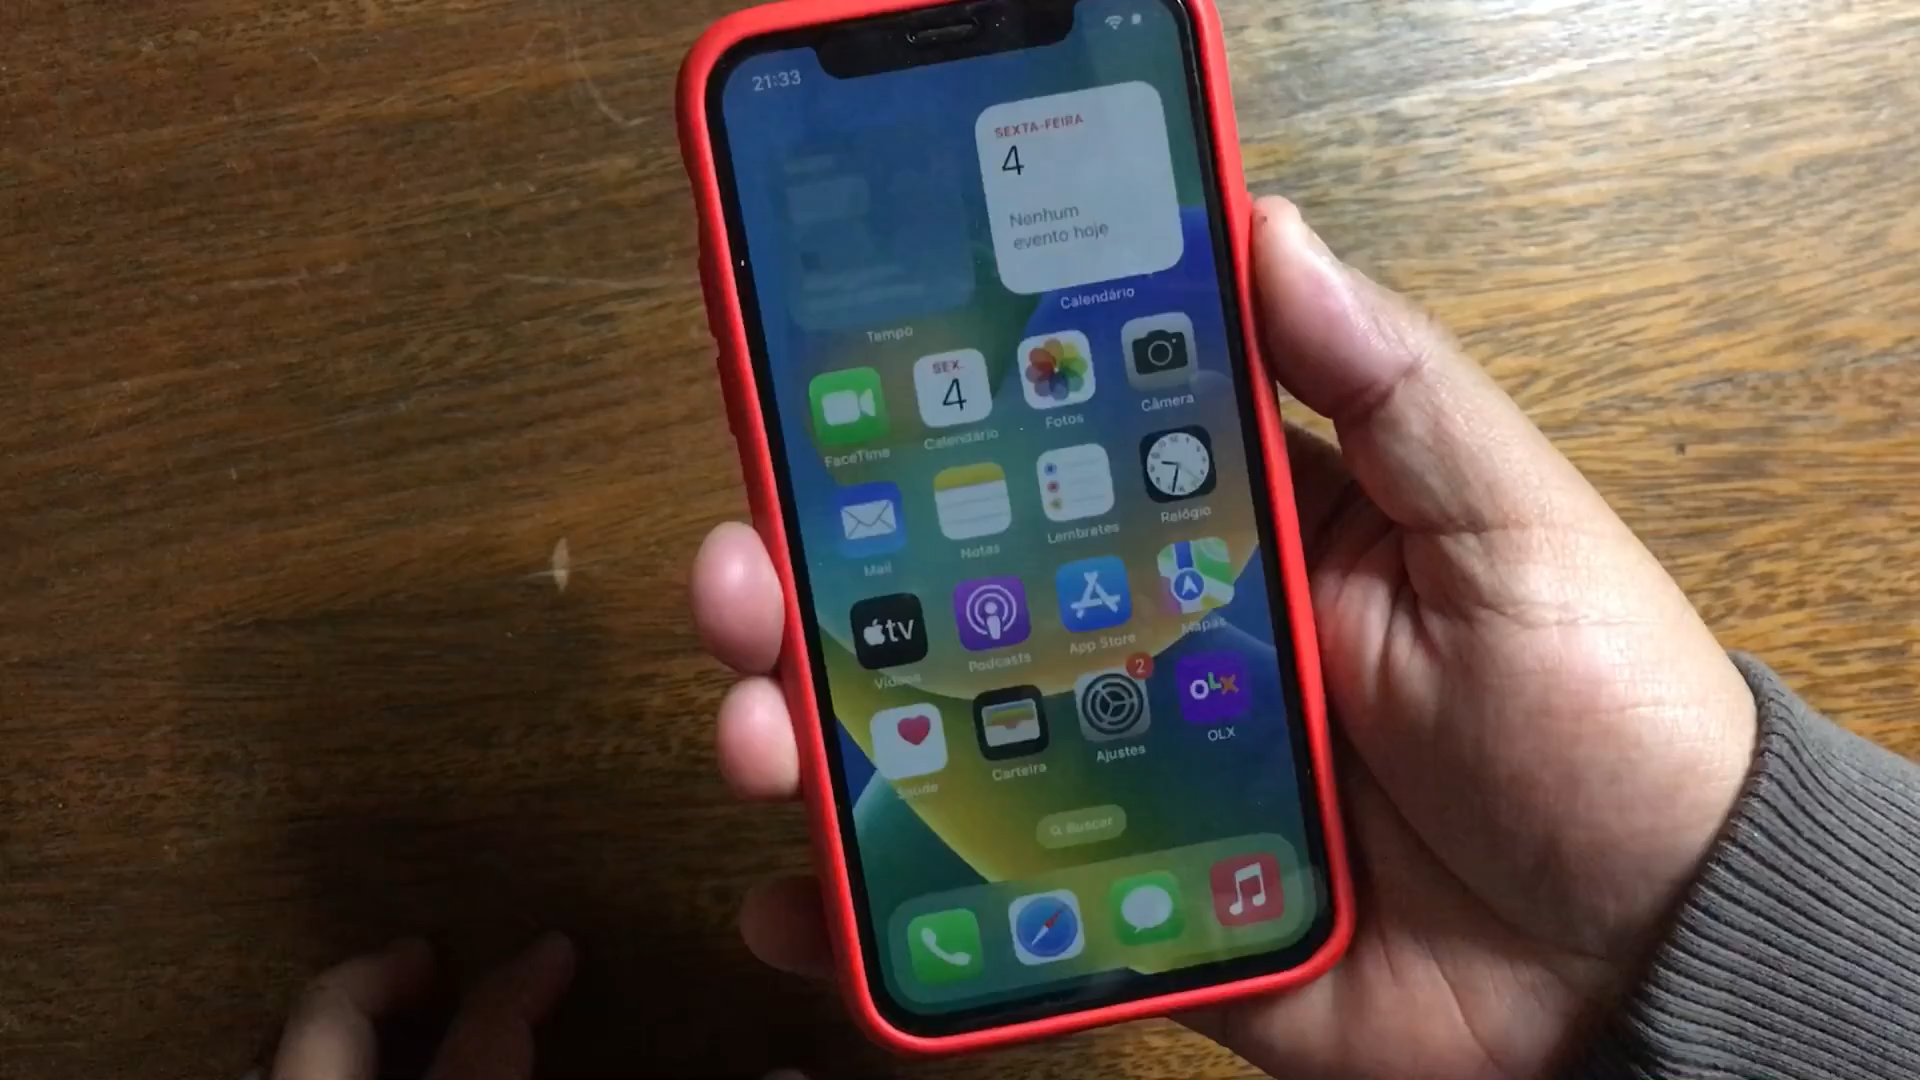 21:33
SEXTA-FEIRA
4
Nenhum
evento hoje
Tempo
Calendário
SEX.
4
FaceTime
Calendário
Fotos
Câmera
Mail
Notas
Lembretes
Relógio
tv
Vídeos
Podcasts
App Store
Mapas
2
OLX
Saúde
Carteira
Ajustes
OLX
Buscar